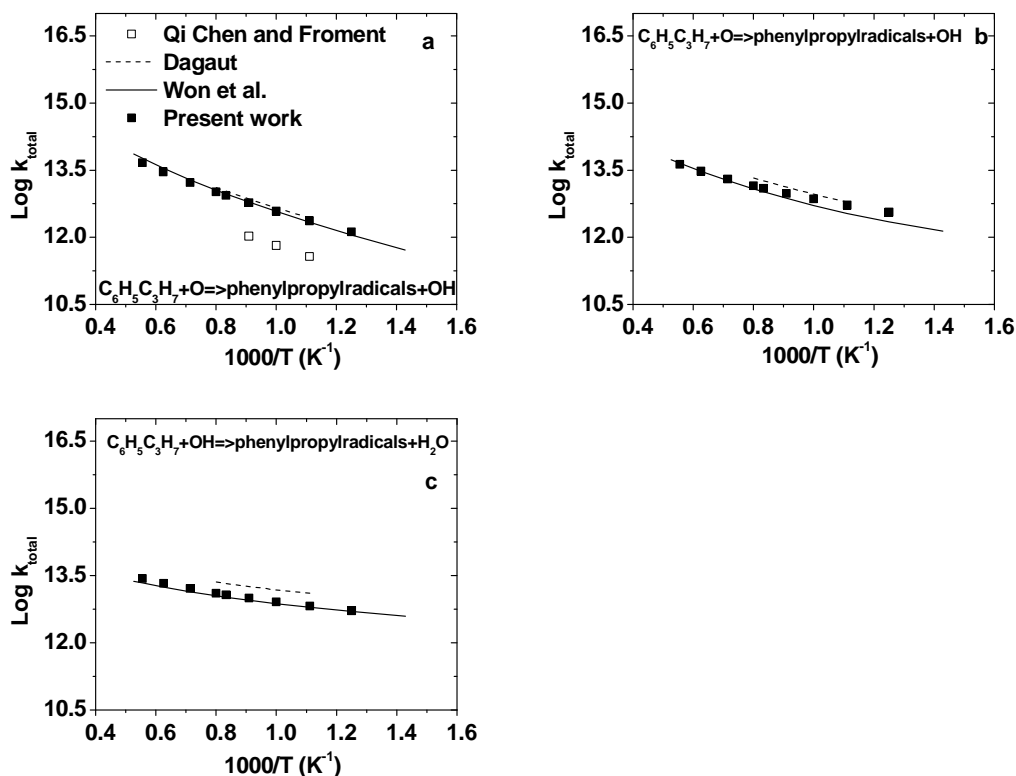 16.5
15.0
13.5
12.0
10.5
Log k_total
Qi Chen and Froment
Dagaut
Won et al.
Present work
a
C₆H₅C₃H₇+O=>phenylpropylradicals+OH
0.4 0.6 0.8 1.0 1.2 1.4 1.6
1000/T (K⁻¹)
16.5
15.0
13.5
12.0
10.5
Log k_total
C₆H₅C₃H₇+O=>phenylpropylradicals+OH
b
0.4 0.6 0.8 1.0 1.2 1.4 1.6
1000/T (K⁻¹)
16.5
15.0
13.5
12.0
10.5
Log k_total
C₆H₅C₃H₇+OH=>phenylpropylradicals+H₂O
c
0.4 0.6 0.8 1.0 1.2 1.4 1.6
1000/T (K⁻¹)